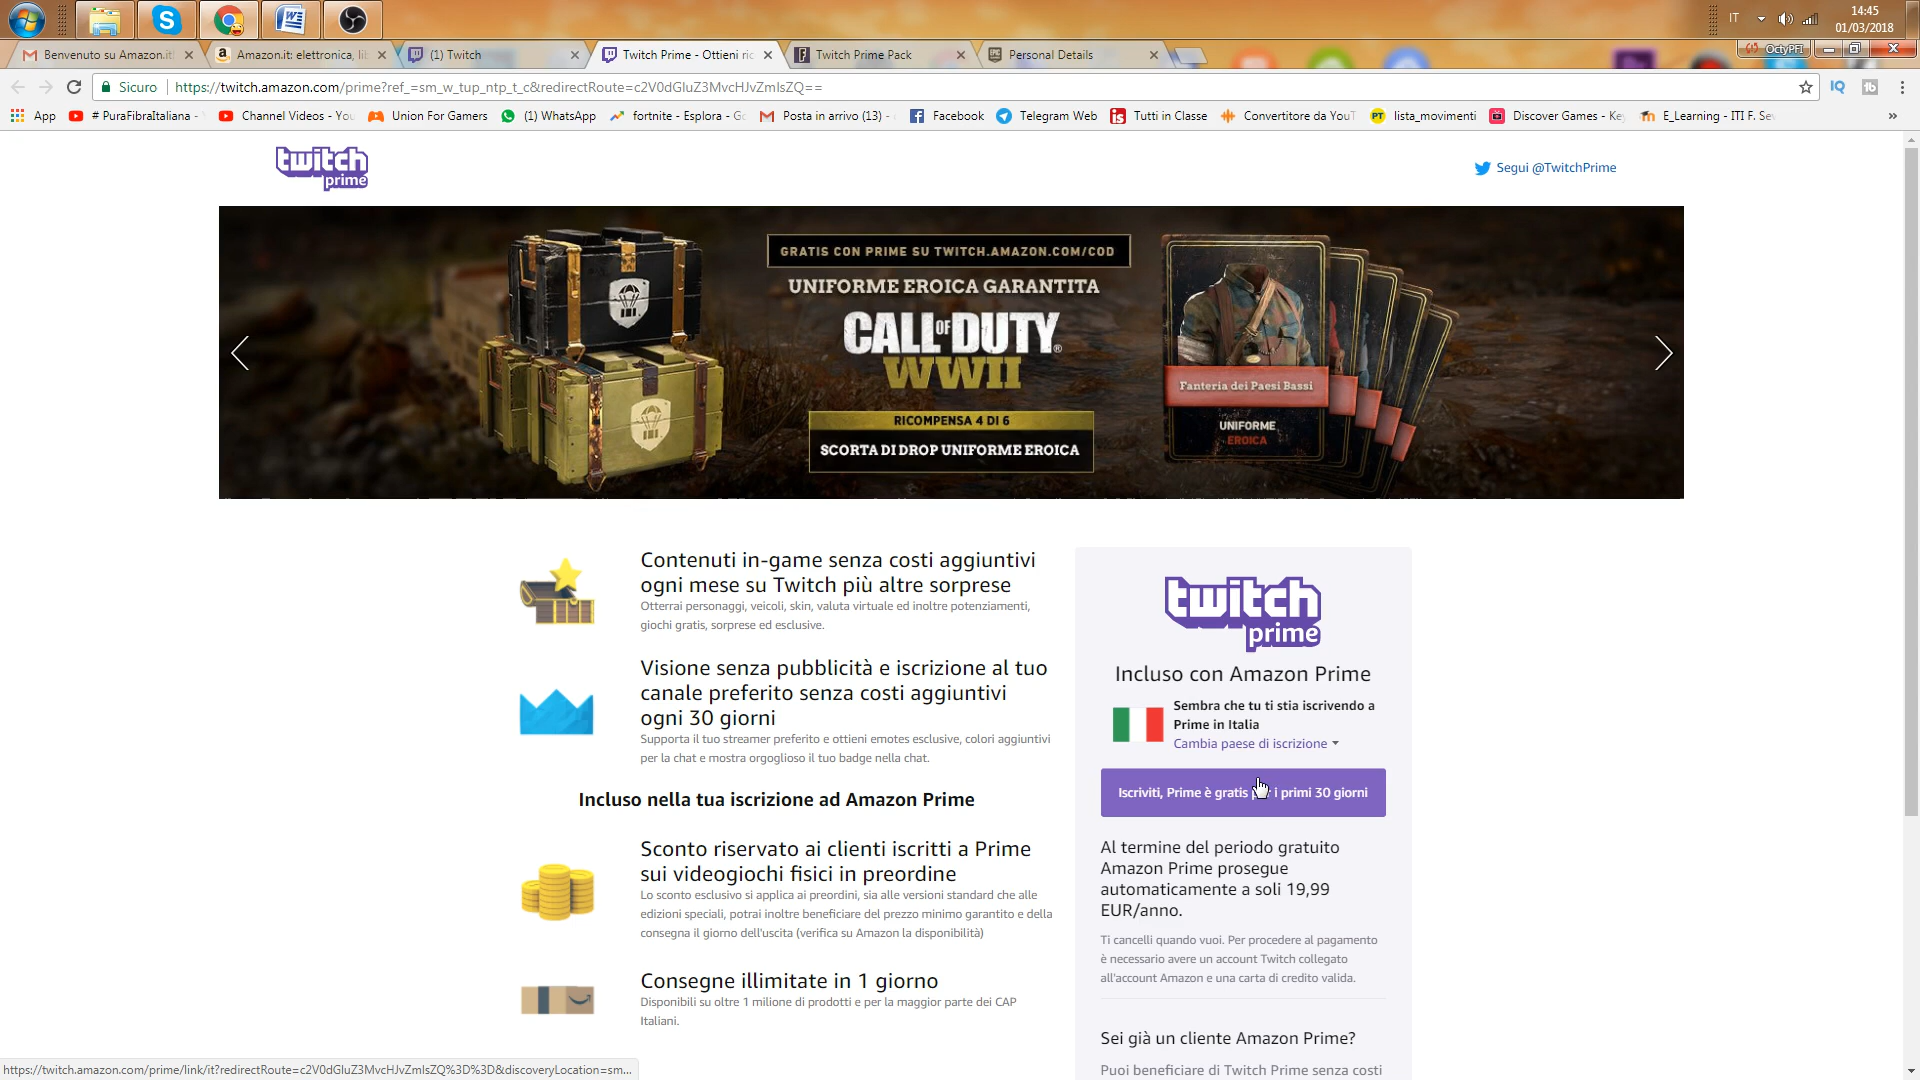 IT
14:45
01/03/2018
Benvenuto su Amazon.it
Amazon.it: elettronica, li
(1) Twitch
Twitch Prime - Ottieni ri
Twitch Prime Pack
Personal Details
OctyPFI
Sicuro
https://twitch.amazon.com/prime?ref_=sm_w_tup_ntp_t_c&redirectRoute=c2V0dGluZ3MvcHJvZmlsZQ==
App
# PuraFibraItaliana -
Channel Videos - You
Union For Gamers
(1) WhatsApp
fortnite - Esplora - Go
Posta in arrivo (13) -
Facebook
Telegram Web
Tutti in Classe
Convertitore da YouT
lista_movimenti
Discover Games - Key
E_Learning - ITI F. Se
»
twitch
prime
Segui @TwitchPrime
GRATIS CON PRIME SU TWITCH.AMAZON.COM/COD
UNIFORME EROICA GARANTITA
CALL OF DUTY®
WWII
RICOMPENSA 4 DI 6
SCORTA DI DROP UNIFORME EROICA
Fanteria dei Paesi Bassi
UNIFORME
EROICA
Contenuti in-game senza costi aggiuntivi
ogni mese su Twitch più altre sorprese
Otterrai personaggi, veicoli, skin, valuta virtuale ed inoltre potenziamenti,
giochi gratis, sorprese ed esclusive.
Visione senza pubblicità e iscrizione al tuo
canale preferito senza costi aggiuntivi
ogni 30 giorni
Supporta il tuo streamer preferito e ottieni emotes esclusive, colori aggiuntivi
per la chat e mostra orgoglioso il tuo badge nella chat.
Incluso nella tua iscrizione ad Amazon Prime
Sconto riservato ai clienti iscritti a Prime
sui videogiochi fisici in preordine
Lo sconto esclusivo si applica ai preordini, sia alle versioni standard che alle
edizioni speciali, potrai inoltre beneficiare del prezzo minimo garantito e della
consegna il giorno dell'uscita (verifica su Amazon la disponibilità)
Consegne illimitate in 1 giorno
Disponibili su oltre 1 milione di prodotti e per la maggior parte dei CAP
Italiani.
twitch
prime
Incluso con Amazon Prime
Sembra che tu ti stia iscrivendo a
Prime in Italia
Cambia paese di iscrizione
Iscriviti, Prime è gratis i primi 30 giorni
Al termine del periodo gratuito
Amazon Prime prosegue
automaticamente a soli 19,99
EUR/anno.
Ti cancelli quando vuoi. Per procedere al pagamento
è necessario avere un account Twitch collegato
all'account Amazon e una carta di credito valida.
Sei già un cliente Amazon Prime?
Puoi beneficiare di Twitch Prime senza costi
https://twitch.amazon.com/prime/link/it?redirectRoute=c2V0dGluZ3MvcHJvZmlsZQ%3D%3D&discoveryLocation=sm...